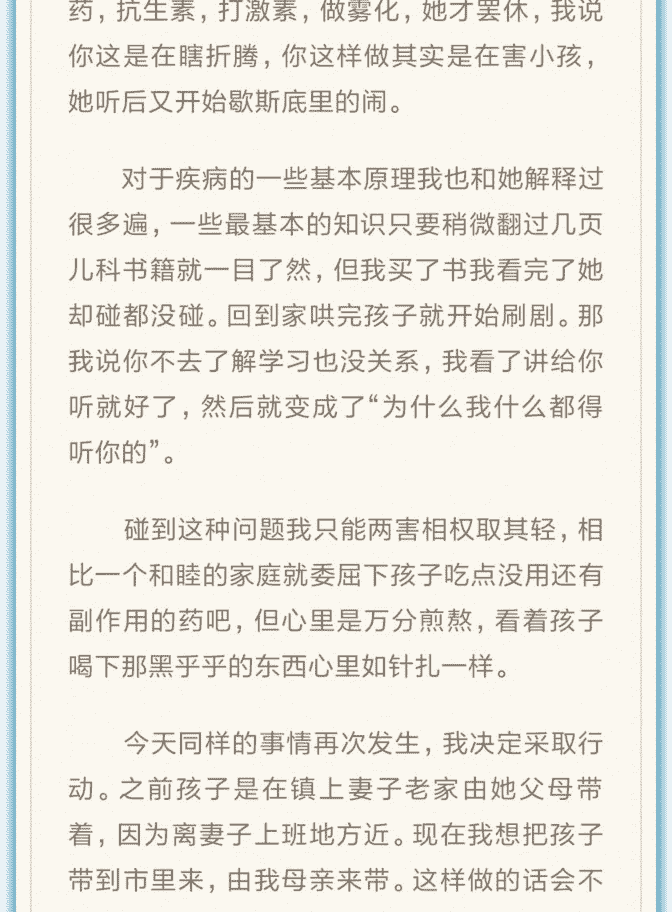 药，抗生素，打激素，做雾化，她才罢休，我说
你这是在瞎折腾，你这样做其实是在害小孩，
她听后又开始歇斯底里的闹。
对于疾病的一些基本原理我也和她解释过
很多遍，一些最基本的知识只要稍微翻过几页
儿科书籍就一目了然，但我买了书我看完了她
却碰都没碰。回到家哄完孩子就开始刷剧。那
我说你不去了解学习也没关系，我看了讲给你
听就好了，然后就变成了“为什么我什么都得
听你的”。
碰到这种问题我只能两害相权取其轻，相
比一个和睦的家庭就委屈下孩子吃点没用还有
副作用的药吧，但心里是万分煎熬，看着孩子
喝下那黑乎乎的东西心里如针扎一样。
今天同样的事情再次发生，我决定采取行
动。之前孩子是在镇上妻子老家由她父母带
着，因为离妻子上班地方近。现在我想把孩子
带到市里来，由我母亲来带。这样做的话会不